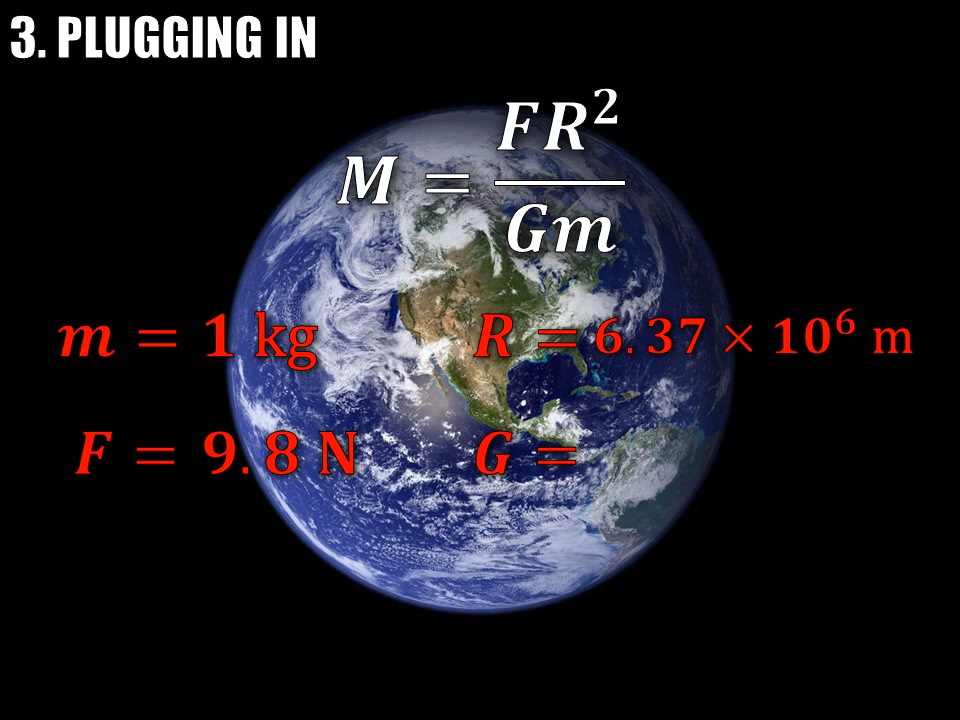 3. PLUGGING IN
M = FR²/Gm
m = 1 kg
R = 6.37 × 10⁶ m
F = 9.8 N
G =